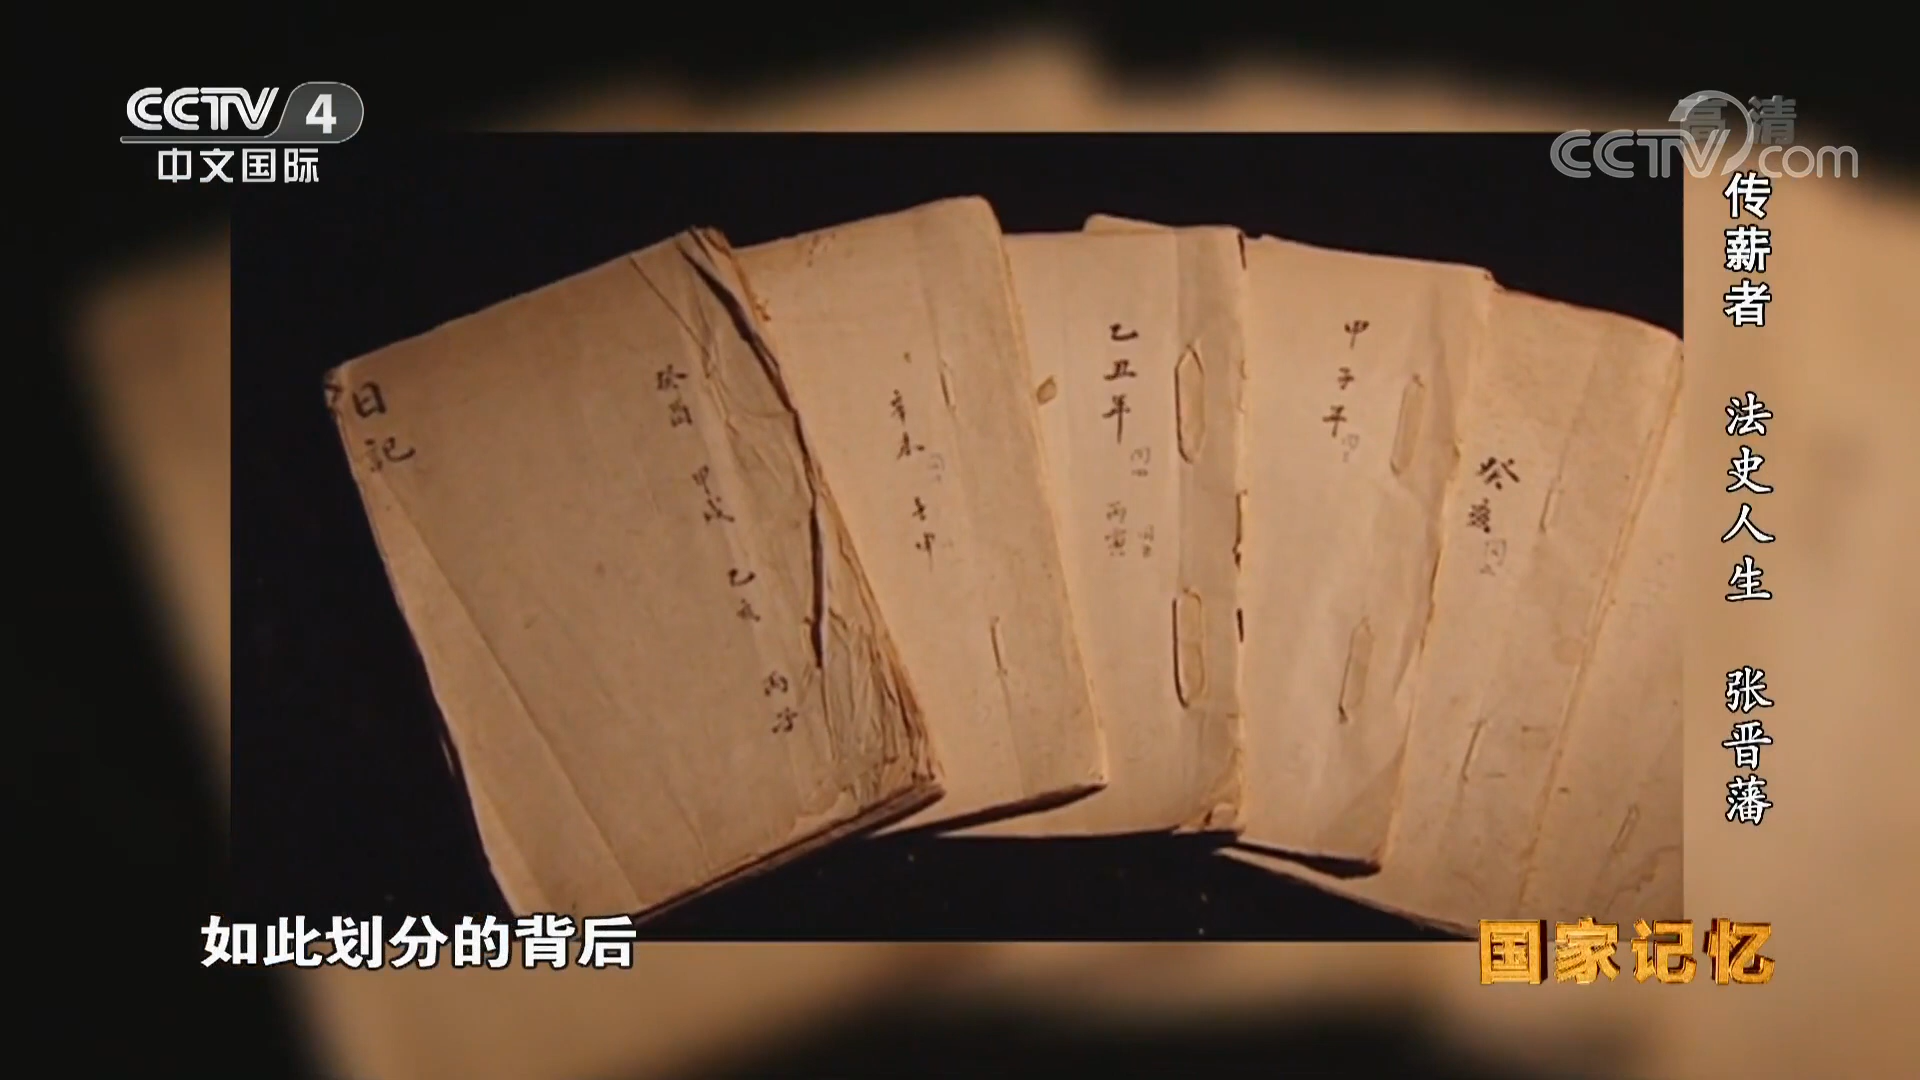 CCTV 4
中文国际
高清
CCTV.com
传薪者 法史人生 张晋藩
日記
癸酉 甲戌 乙亥 丙子
辛未 壬申
乙丑年
丙寅
甲子年
癸亥
如此划分的背后
国家记忆